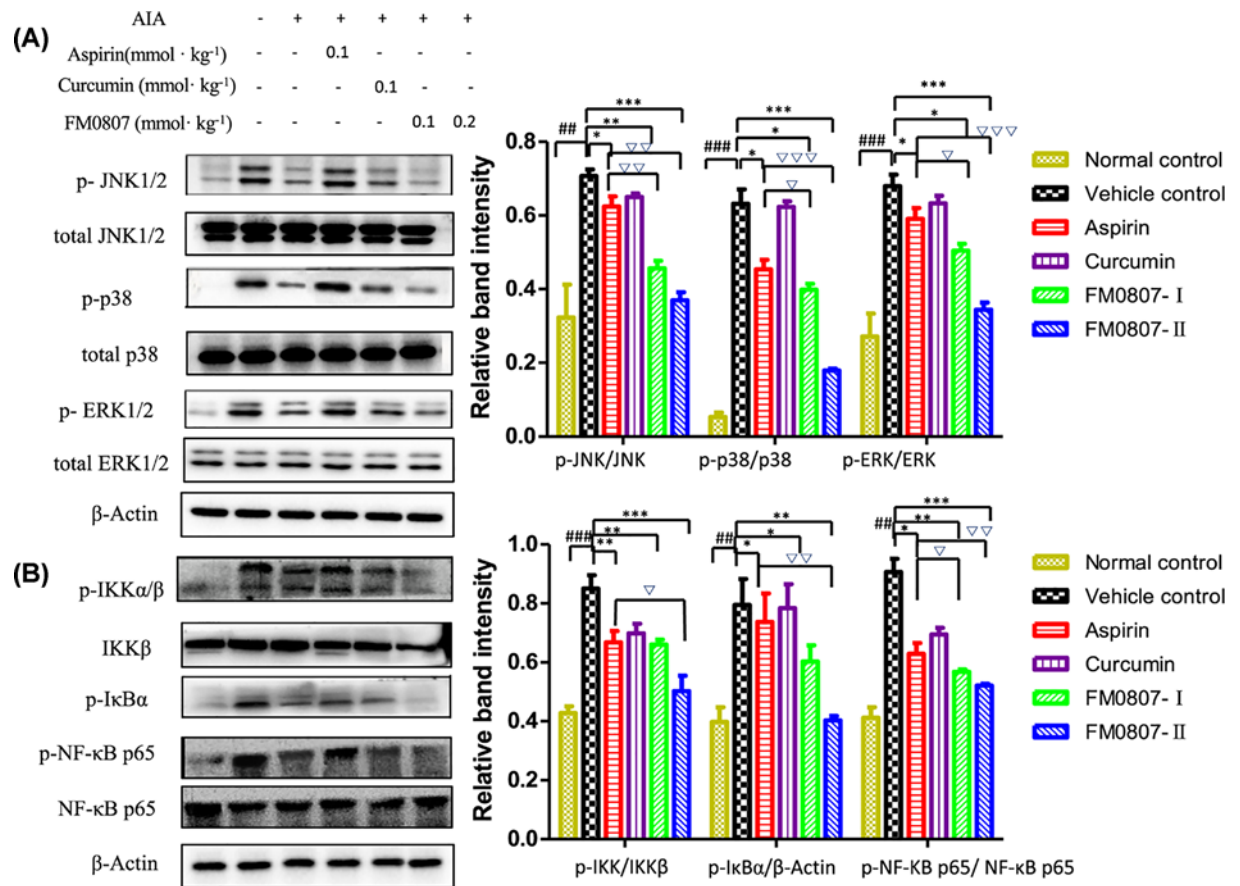 (A)
AIA - + + + + +
Aspirin(mmol · kg-1) - - 0.1 - - -
Curcumin (mmol· kg-1) - - - 0.1 - -
FM0807 (mmol · kg-1) - - - - 0.1 0.2
p- JNK1/2
total JNK1/2
p-p38
total p38
p- ERK1/2
total ERK1/2
β-Actin
Relative band intensity
0.8
0.6
0.4
0.2
0.0
## * ** *** ▽▽ ▽▽
### * * *** ▽▽▽ ▽
### * * *** ▽▽▽ ▽
p-JNK/JNK p-p38/p38 p-ERK/ERK
Normal control
Vehicle control
Aspirin
Curcumin
FM0807- I
FM0807- II
(B)
p-IKKα/β
IKKβ
p-IκBα
p-NF-κB p65
NF-κB p65
β-Actin
Relative band intensity
1.0
0.8
0.6
0.4
0.2
0.0
### ** ** *** ▽
## * * ** ▽▽
## * ** *** ▽▽ ▽
p-IKK/IKKβ p-IκBα/β-Actin p-NF-KB p65/ NF-κB p65
Normal control
Vehicle control
Aspirin
Curcumin
FM0807- I
FM0807- II